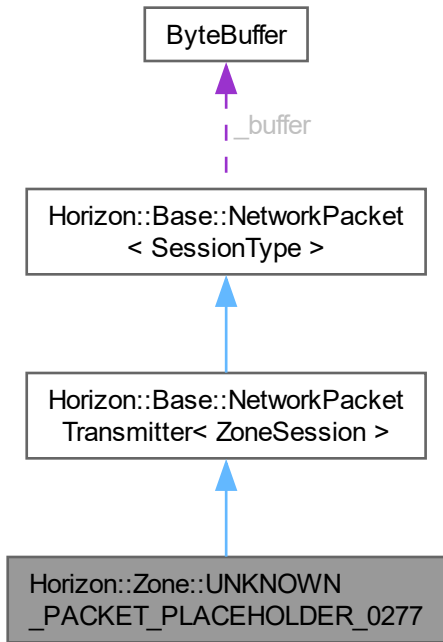 ByteBuffer
_buffer
Horizon::Base::NetworkPacket
< SessionType >
Horizon::Base::NetworkPacket
Transmitter< ZoneSession >
Horizon::Zone::UNKNOWN
_PACKET_PLACEHOLDER_0277